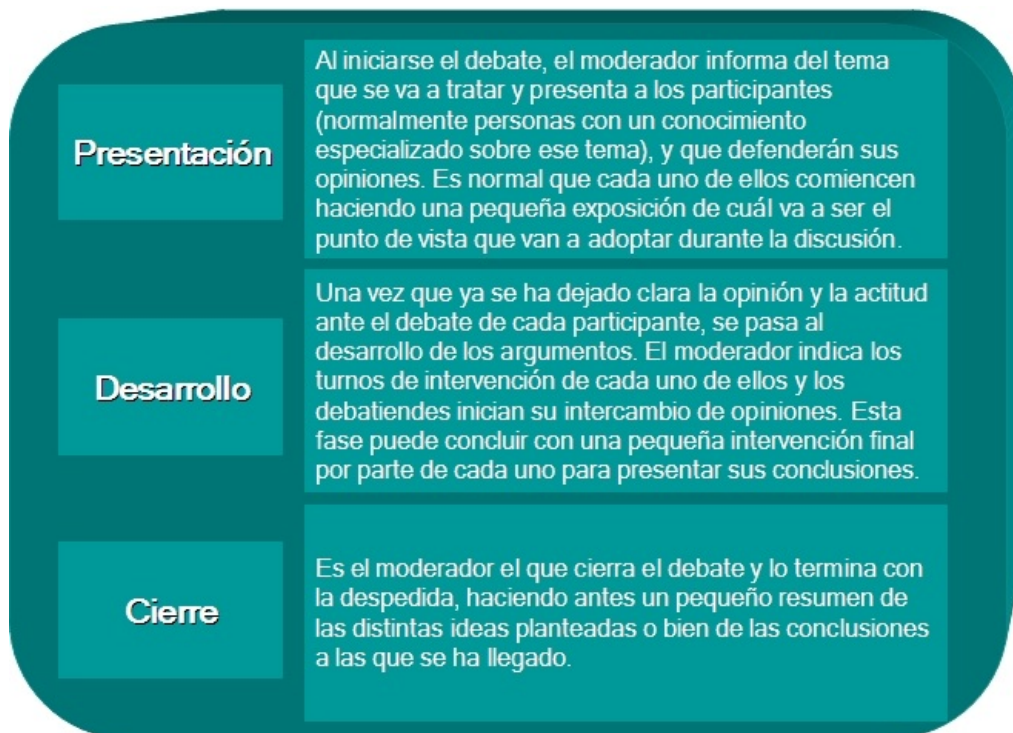 Presentación
Al iniciarse el debate, el moderador informa del tema
que se va a tratar y presenta a los participantes
(normalmente personas con un conocimiento
especializado sobre ese tema), y que defenderán sus
opiniones. Es normal que cada uno de ellos comiencen
haciendo una pequeña exposición de cuál va a ser el
punto de vista que van a adoptar durante la discusión.
Desarrollo
Una vez que ya se ha dejado clara la opinión y la actitud
ante el debate de cada participante, se pasa al
desarrollo de los argumentos. El moderador indica los
turnos de intervención de cada uno de ellos y los
debatiendes inician su intercambio de opiniones. Esta
fase puede concluir con una pequeña intervención final
por parte de cada uno para presentar sus conclusiones.
Cierre
Es el moderador el que cierra el debate y lo termina con
la despedida, haciendo antes un pequeño resumen de
las distintas ideas planteadas o bien de las conclusiones
a las que se ha llegado.